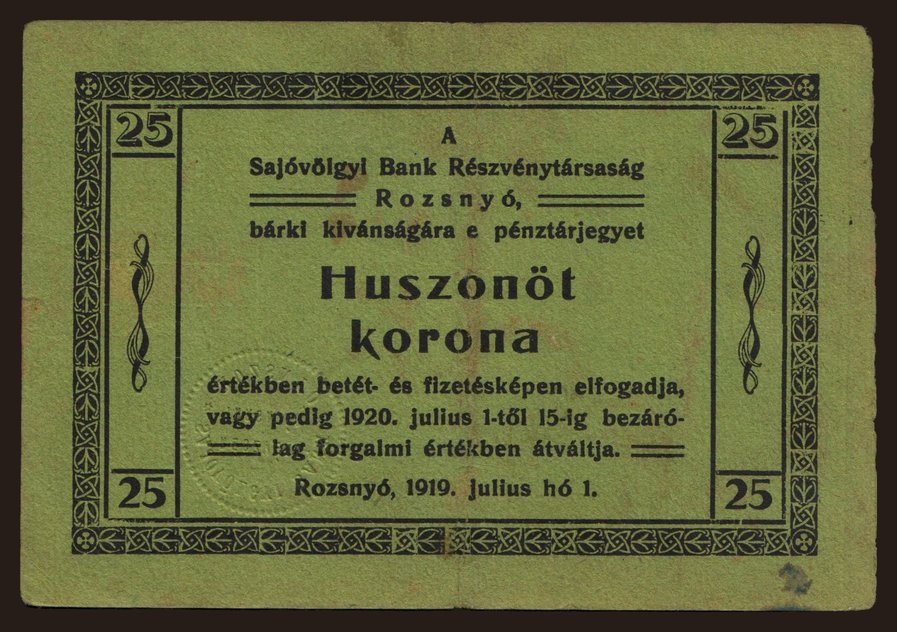 25 25
A
Sajóvölgyi Bank Részvénytársaság
Rozsnyó,
bárki kivánságára e pénztárjegyet
Huszonöt
korona
értékben betét- és fizetésképen elfogadja,
vagy pedig 1920. julius 1-től 15-ig bezáró-
lag forgalmi értékben átváltja.
Rozsnyó, 1919. julius hó 1.
25 25